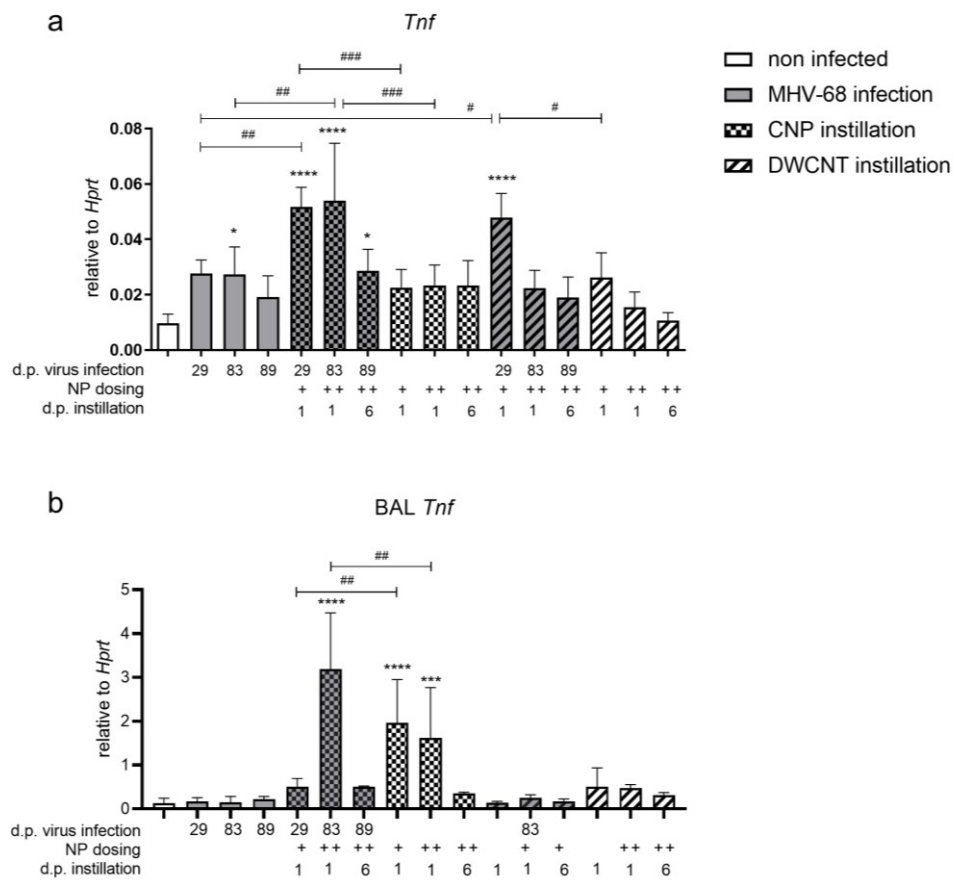 a
Tnf
non infected
MHV-68 infection
CNP instillation
DWCNT instillation
###
## ###
# #
##
**** **** ****
* *
0.08
0.06
0.04
0.02
0.00
relative to Hprt
d.p. virus infection 29 83 89 29 83 89 29 83 89
NP dosing + ++ ++ + ++ ++ + ++ ++ + ++ ++
d.p. instillation 1 1 6 1 1 6 1 1 6 1 1 6
b
BAL Tnf
##
##
**** **** ***
5
4
3
2
1
0
relative to Hprt
d.p. virus infection 29 83 89 29 83 89 83
NP dosing + ++ ++ + ++ ++ + + ++ ++
d.p. instillation 1 1 6 1 1 6 1 1 6 1 1 6